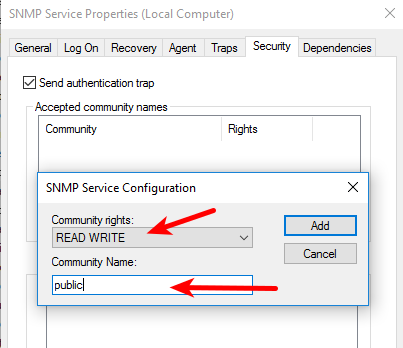 SNMP Service Properties (Local Computer)
General Log On Recovery Agent Traps Security Dependencies
Send authentication trap
Accepted community names
Community Rights
SNMP Service Configuration
Community rights:
READ WRITE
Add
Community Name:
Cancel
public